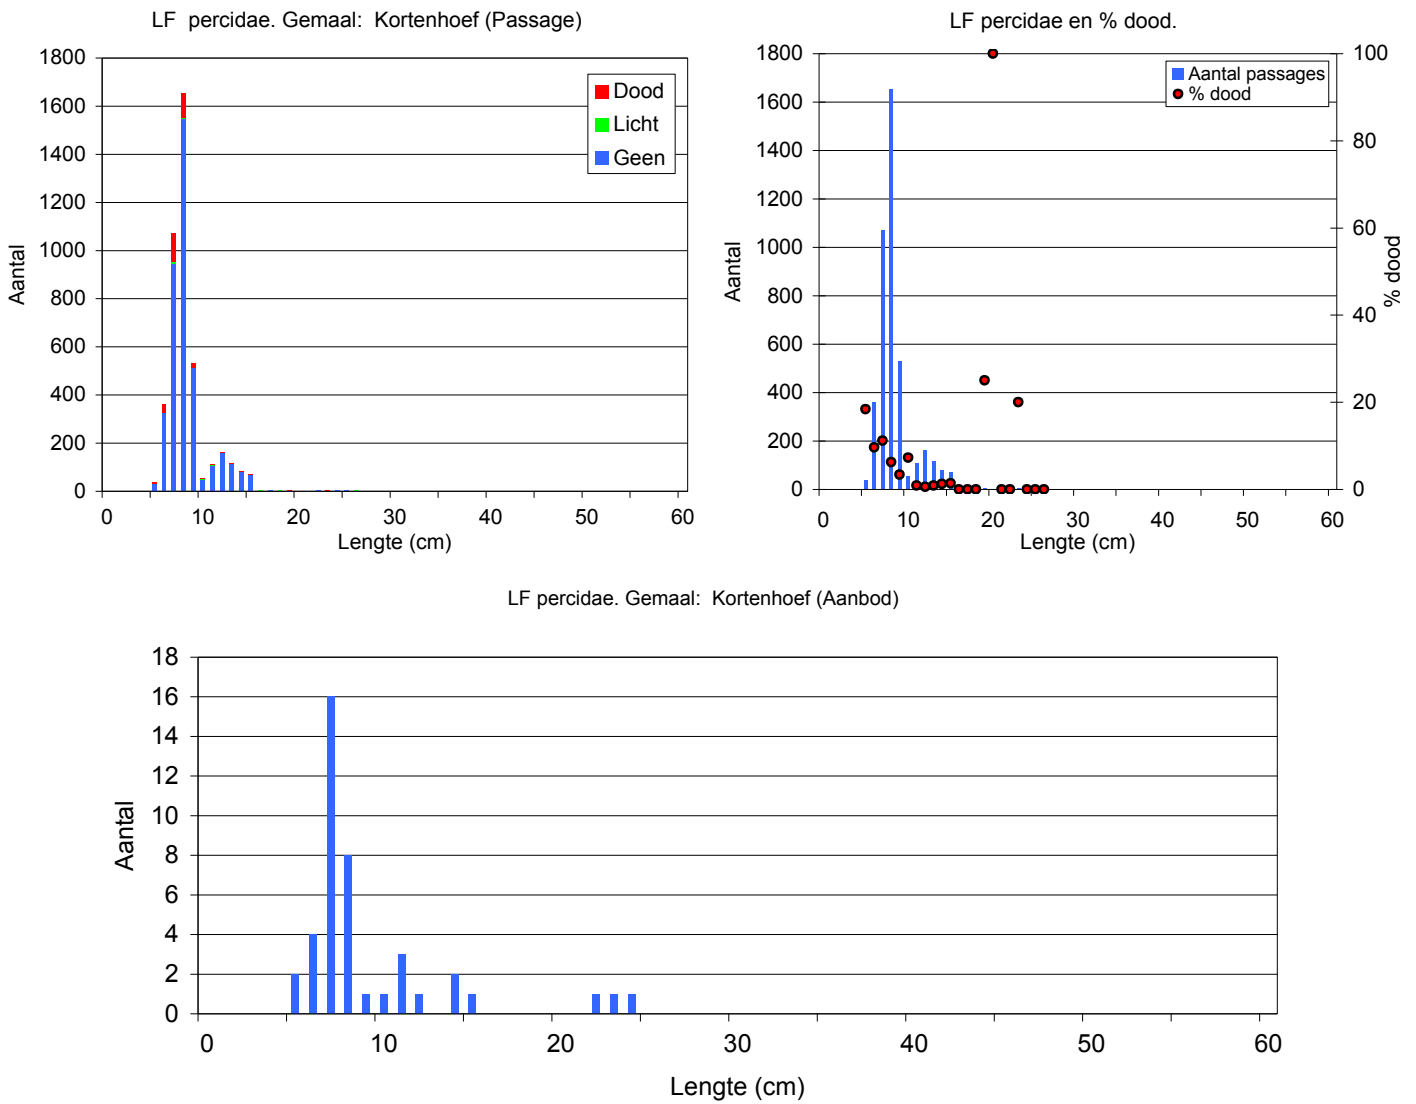 LF percidae. Gemaal: Kortenhoef (Passage)
1800
1600
1400
1200
1000
800
600
400
200
0
Aantal
Dood
Licht
Geen
0 10 20 30 40 50 60
Lengte (cm)
LF percidae en % dood.
1800
1600
1400
1200
1000
800
600
400
200
0
Aantal
Aantal passages
% dood
100
80
60
40
20
0
% dood
0 10 20 30 40 50 60
Lengte (cm)
LF percidae. Gemaal: Kortenhoef (Aanbod)
18
16
14
12
10
8
6
4
2
0
Aantal
0 10 20 30 40 50 60
Lengte (cm)